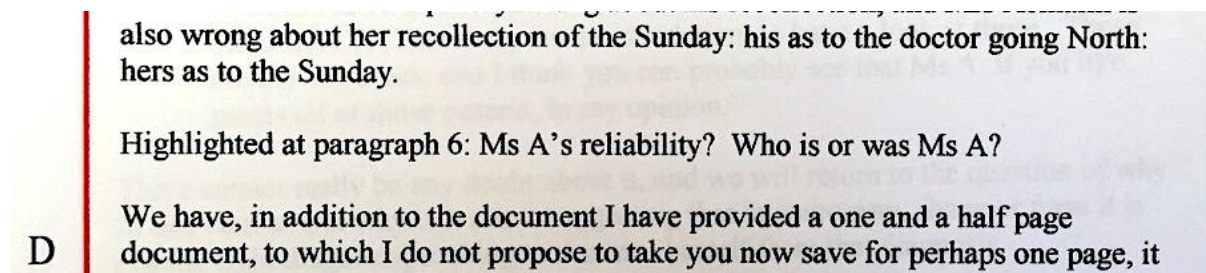 also wrong about her recollection of the Sunday: his as to the doctor going North:
hers as to the Sunday.
Highlighted at paragraph 6: Ms A's reliability? Who is or was Ms A?
We have, in addition to the document I have provided a one and a half page
D document, to which I do not propose to take you now save for perhaps one page, it